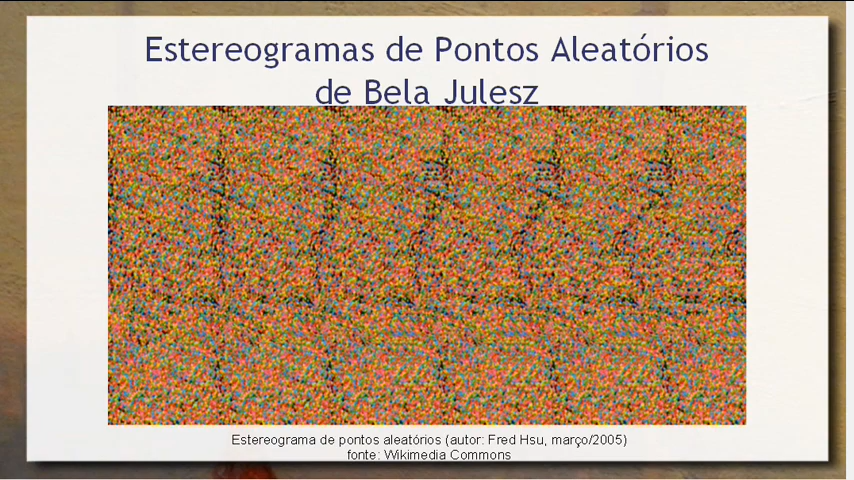 Estereogramas de Pontos Aleatórios
de Bela Julesz
Estereograma de pontos aleatórios (autor: Fred Hsu, março/2005)
fonte: Wikimedia Commons